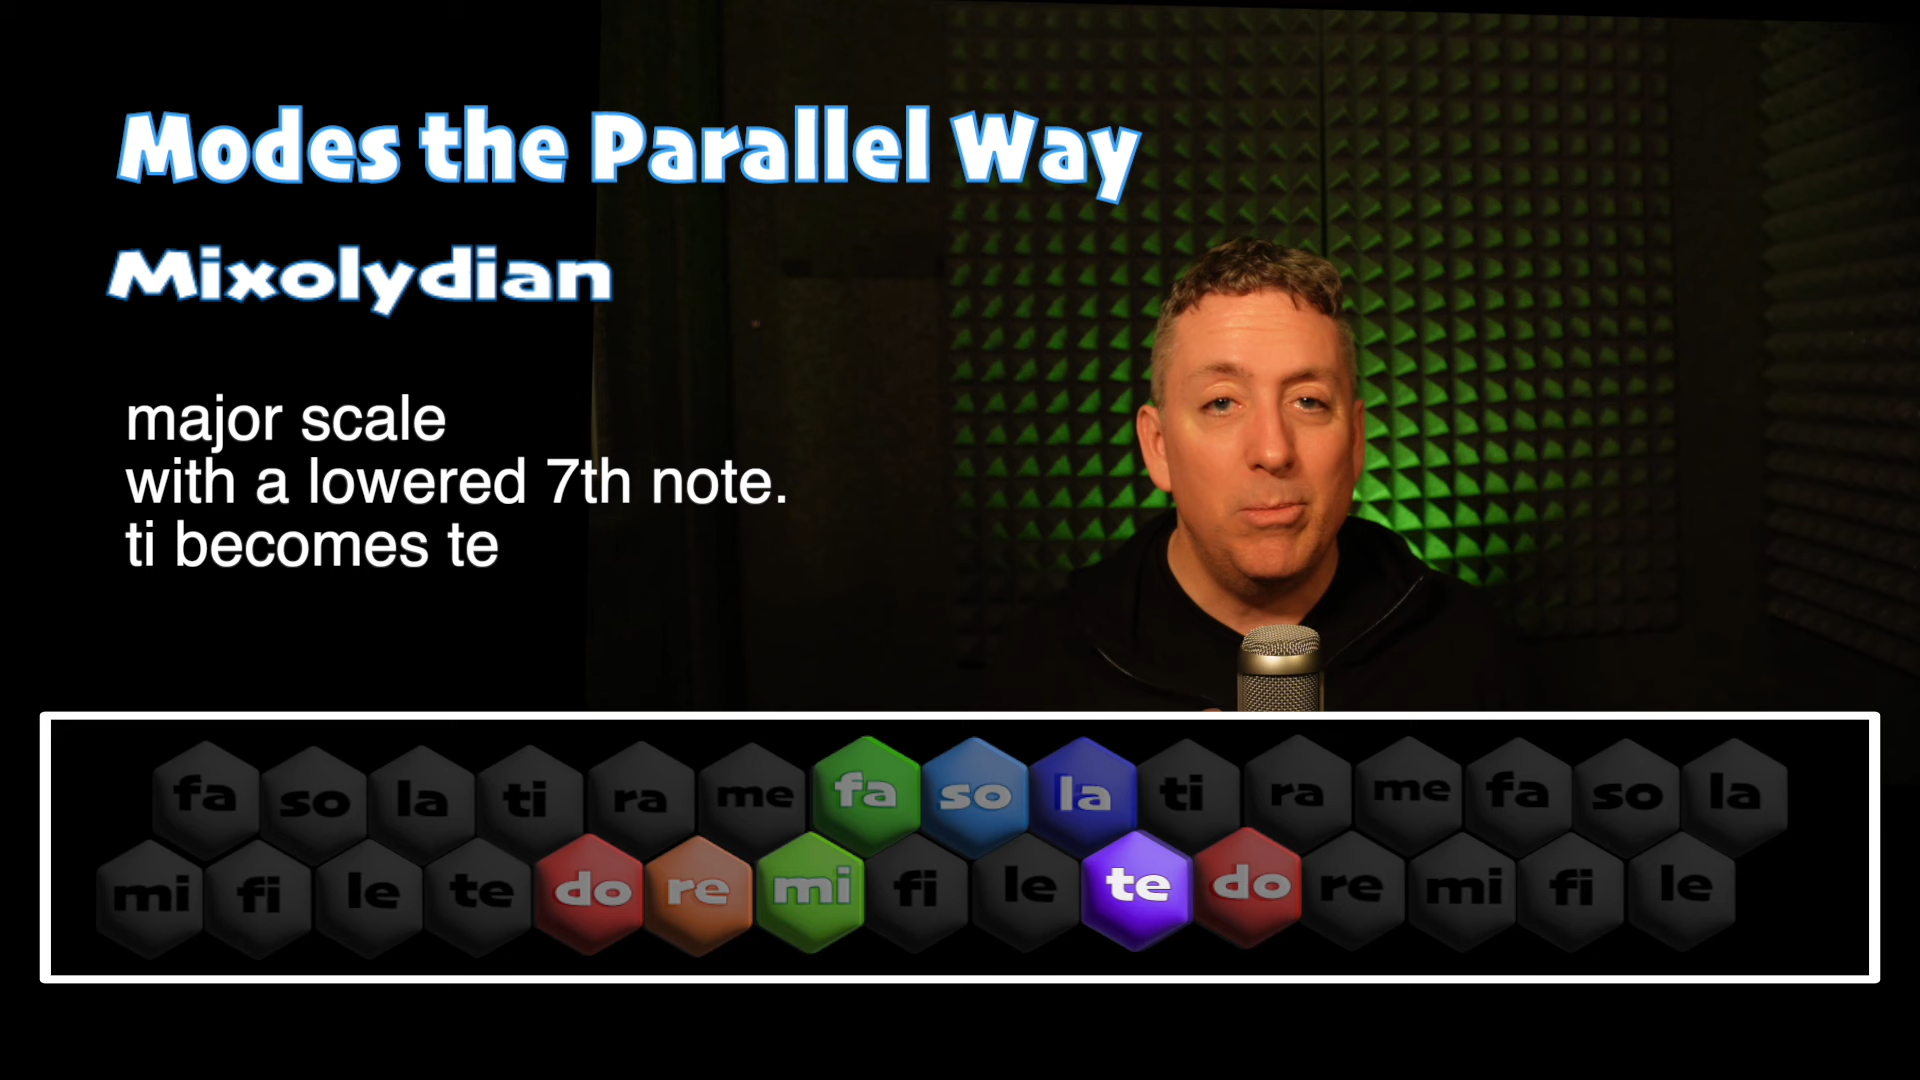 Modes the Parallel Way
Mixolydian
major scale
with a lowered 7th note.
ti becomes te
fa so la ti ra me fa so la ti ra me fa so la
mi fi le te do re mi fi le te do re mi fi le